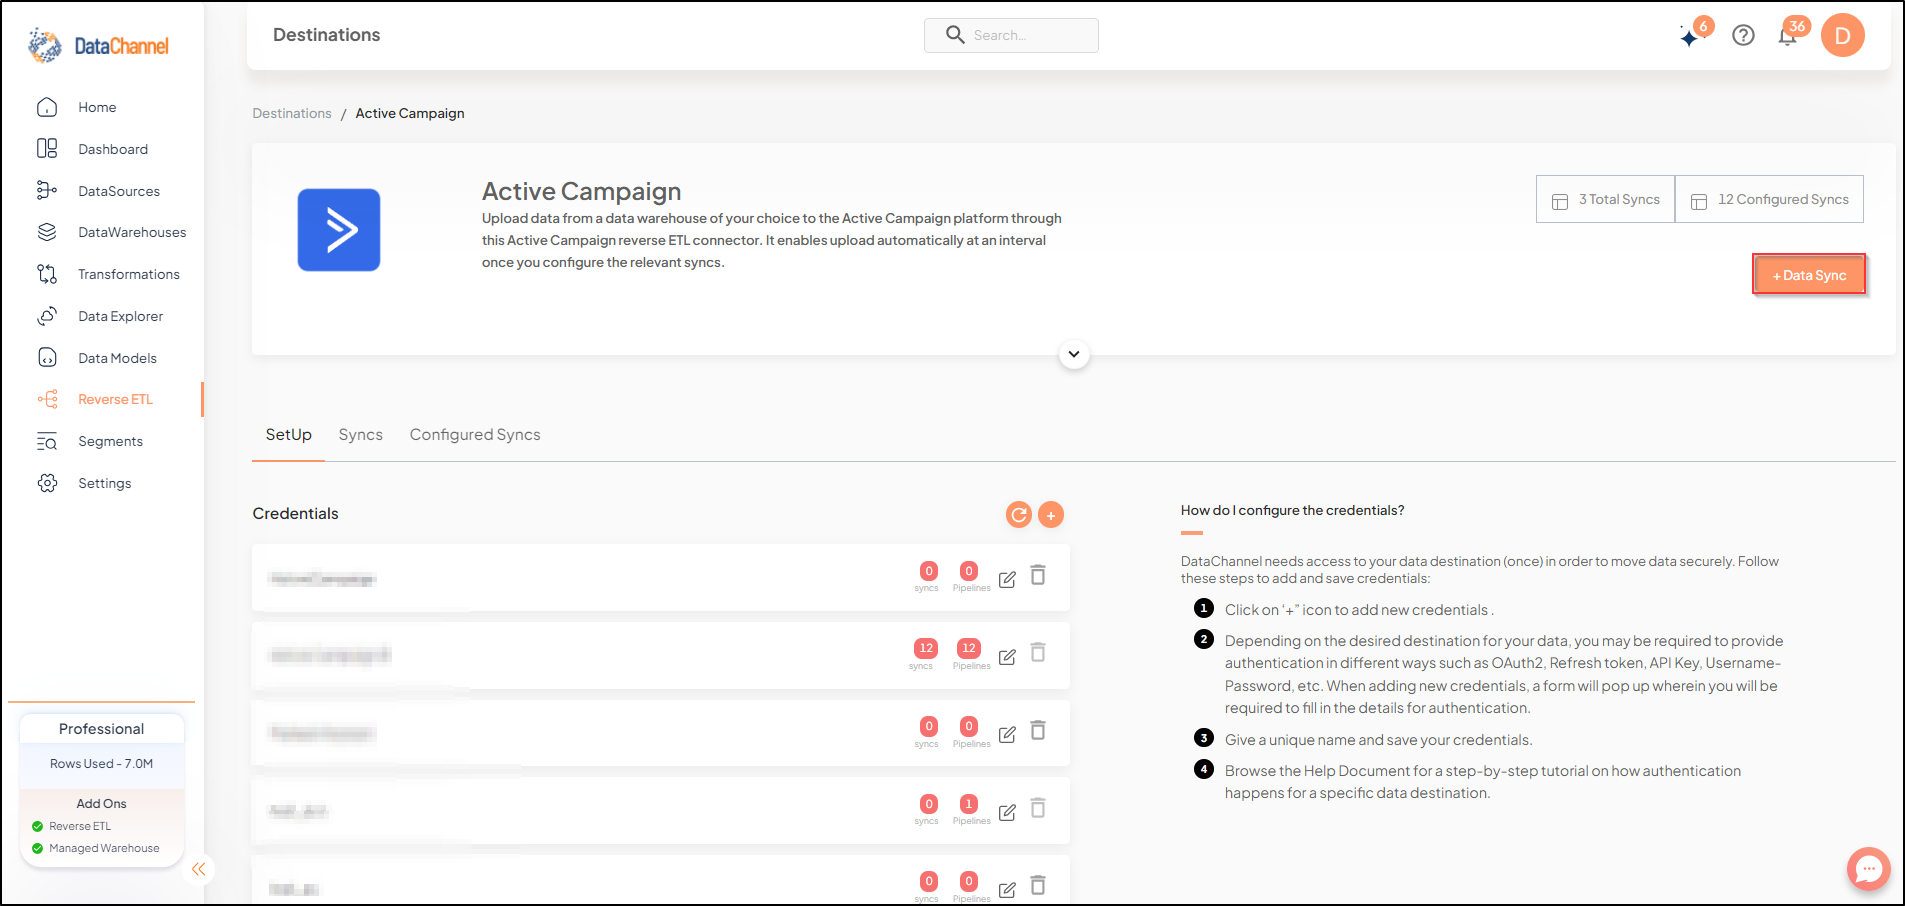 DataChannel
Destinations
Search...
6
36
D
Home
Dashboard
DataSources
DataWarehouses
Transformations
Data Explorer
Data Models
Reverse ETL
Segments
Settings
Professional
Rows Used - 7.0M
Add Ons
Reverse ETL
Managed Warehouse
Destinations / Active Campaign
Active Campaign
Upload data from a data warehouse of your choice to the Active Campaign platform through
this Active Campaign reverse ETL connector. It enables upload automatically at an interval
once you configure the relevant syncs.
3 Total Syncs
12 Configured Syncs
+ Data Sync
SetUp Syncs Configured Syncs
Credentials
+
0 0
syncs Pipelines
12 12
syncs Pipelines
0 0
syncs Pipelines
0 1
syncs Pipelines
0 0
syncs Pipelines
How do I configure the credentials?
DataChannel needs access to your data destination (once) in order to move data securely. Follow
these steps to add and save credentials:
1 Click on ‘+” icon to add new credentials .
2 Depending on the desired destination for your data, you may be required to provide
authentication in different ways such as OAuth2, Refresh token, API Key, Username-
Password, etc. When adding new credentials, a form will pop up wherein you will be
required to fill in the details for authentication.
3 Give a unique name and save your credentials.
4 Browse the Help Document for a step-by-step tutorial on how authentication
happens for a specific data destination.